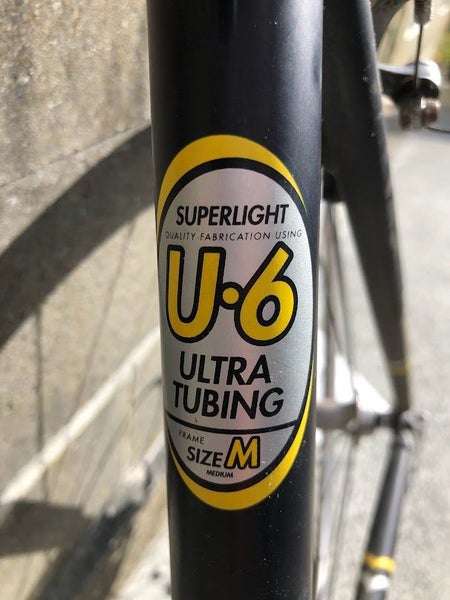 SUPERLIGHT
QUALITY FABRICATION USING
U·6
ULTRA
TUBING
FRAME
SIZE M
MEDIUM